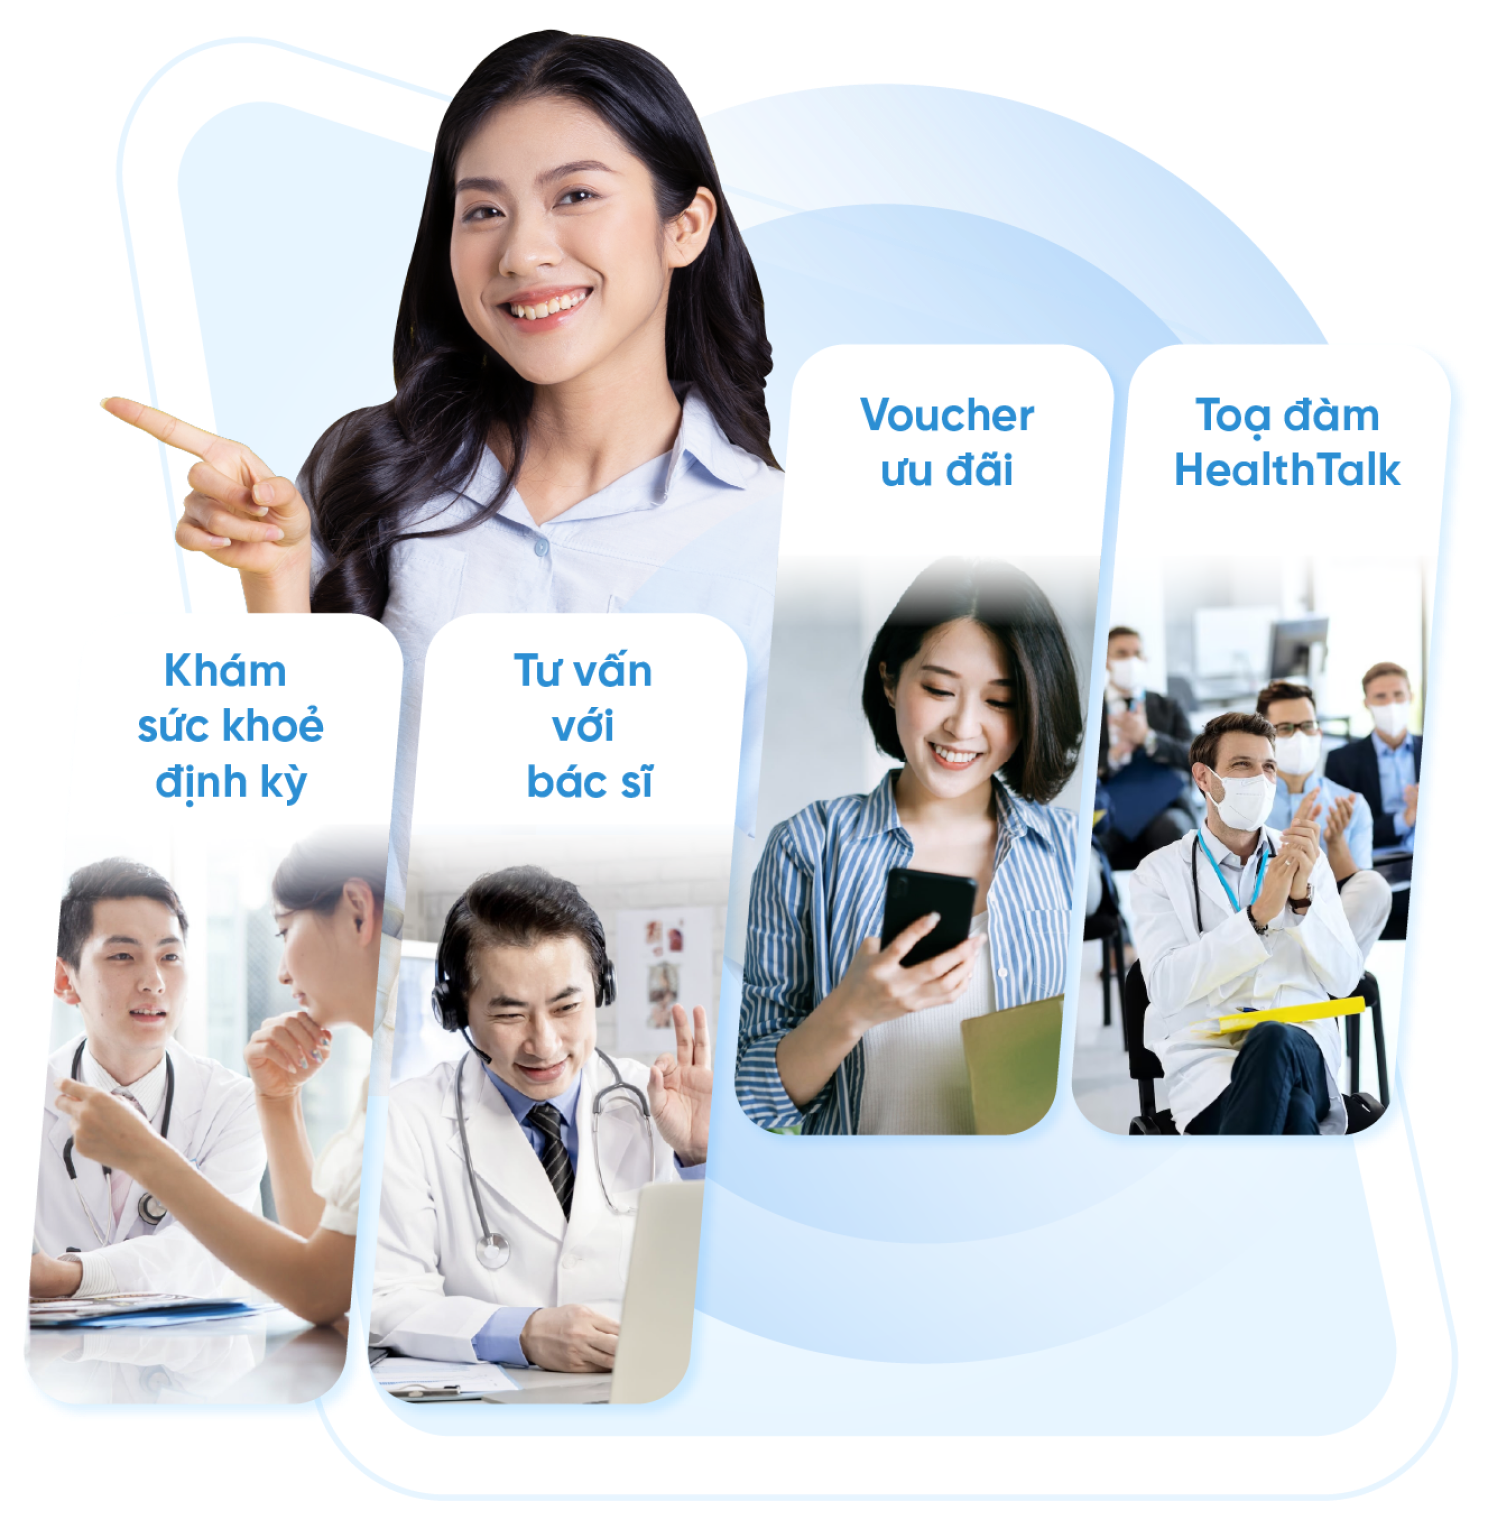 Voucher
ưu đãi
Toạ đàm
HealthTalk
Khám
sức khoẻ
định kỳ
Tư vấn
với
bác sĩ